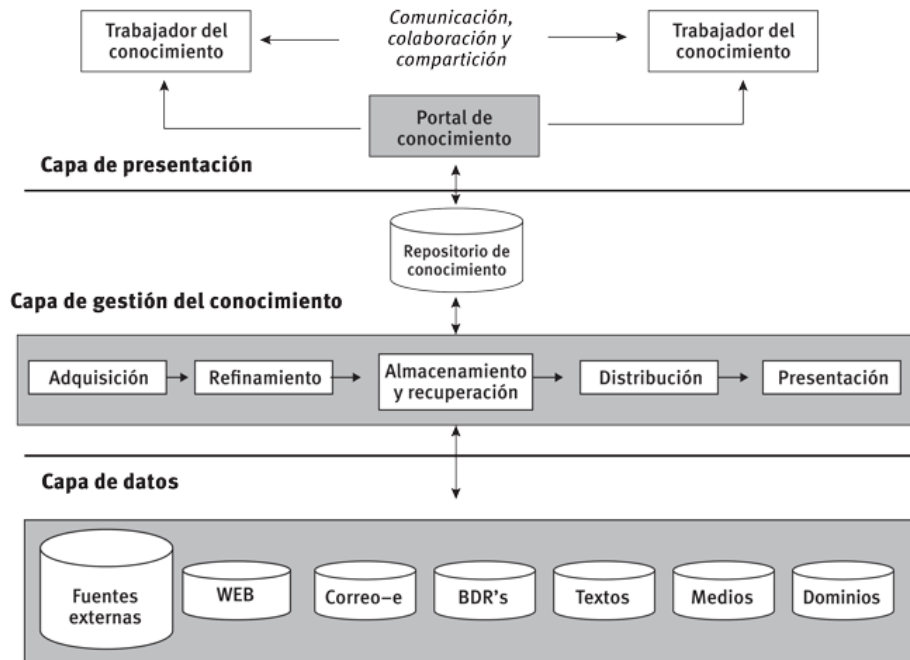 Trabajador del
conocimiento
Comunicación,
colaboración y
compartición
Trabajador del
conocimiento
Portal de
conocimiento
Capa de presentación
Repositorio de
conocimiento
Capa de gestión del conocimiento
Adquisición
Refinamiento
Almacenamiento
y recuperación
Distribución
Presentación
Capa de datos
Fuentes
externas
WEB
Correo–e
BDR's
Textos
Medios
Dominios